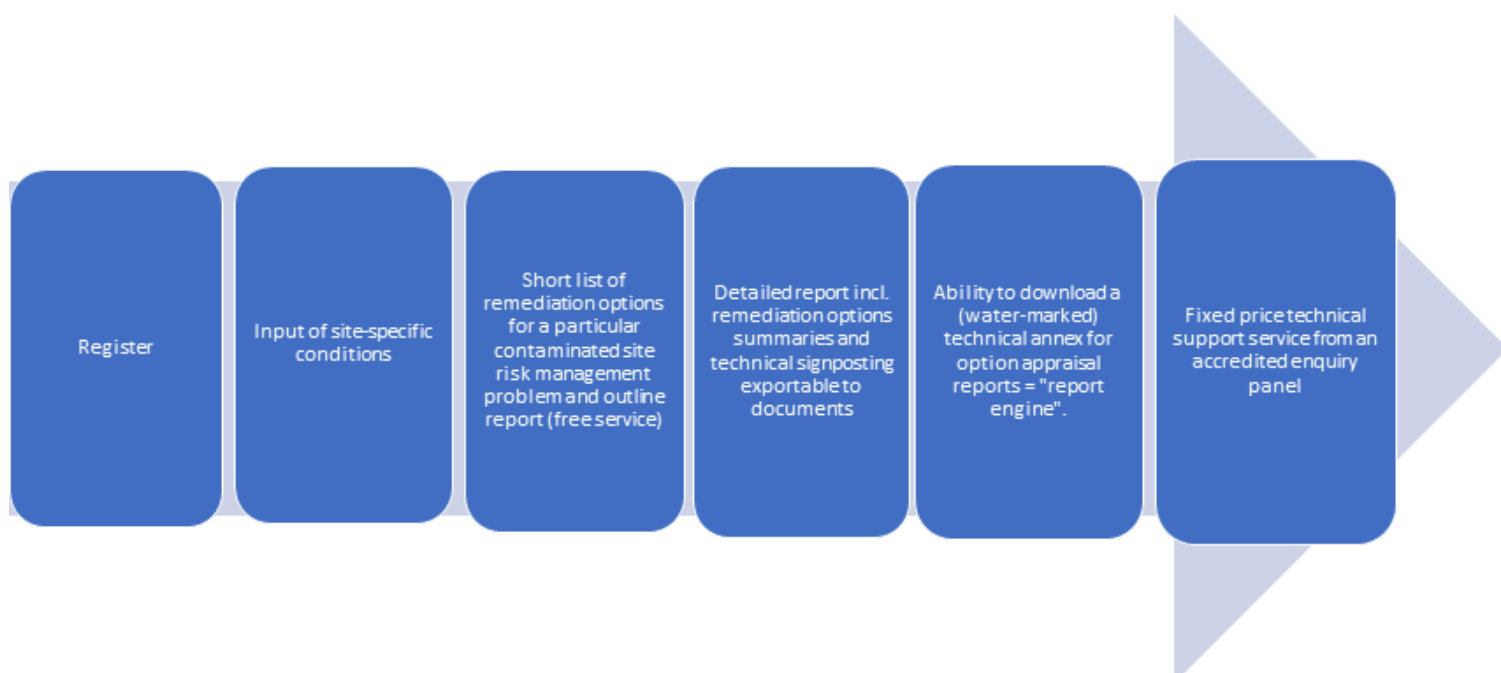 Register
Input of site-specific
conditions
Short list of
remediation options
for a particular
contaminated site
risk management
problem and outline
report (free service)
Detailed report incl.
remediation options
summaries and
technical signposting
exportable to
documents
Ability to download a
(water-marked)
technical annex for
option appraisal
reports = "report
engine".
Fixed price technical
support service from an
accredited enquiry
panel